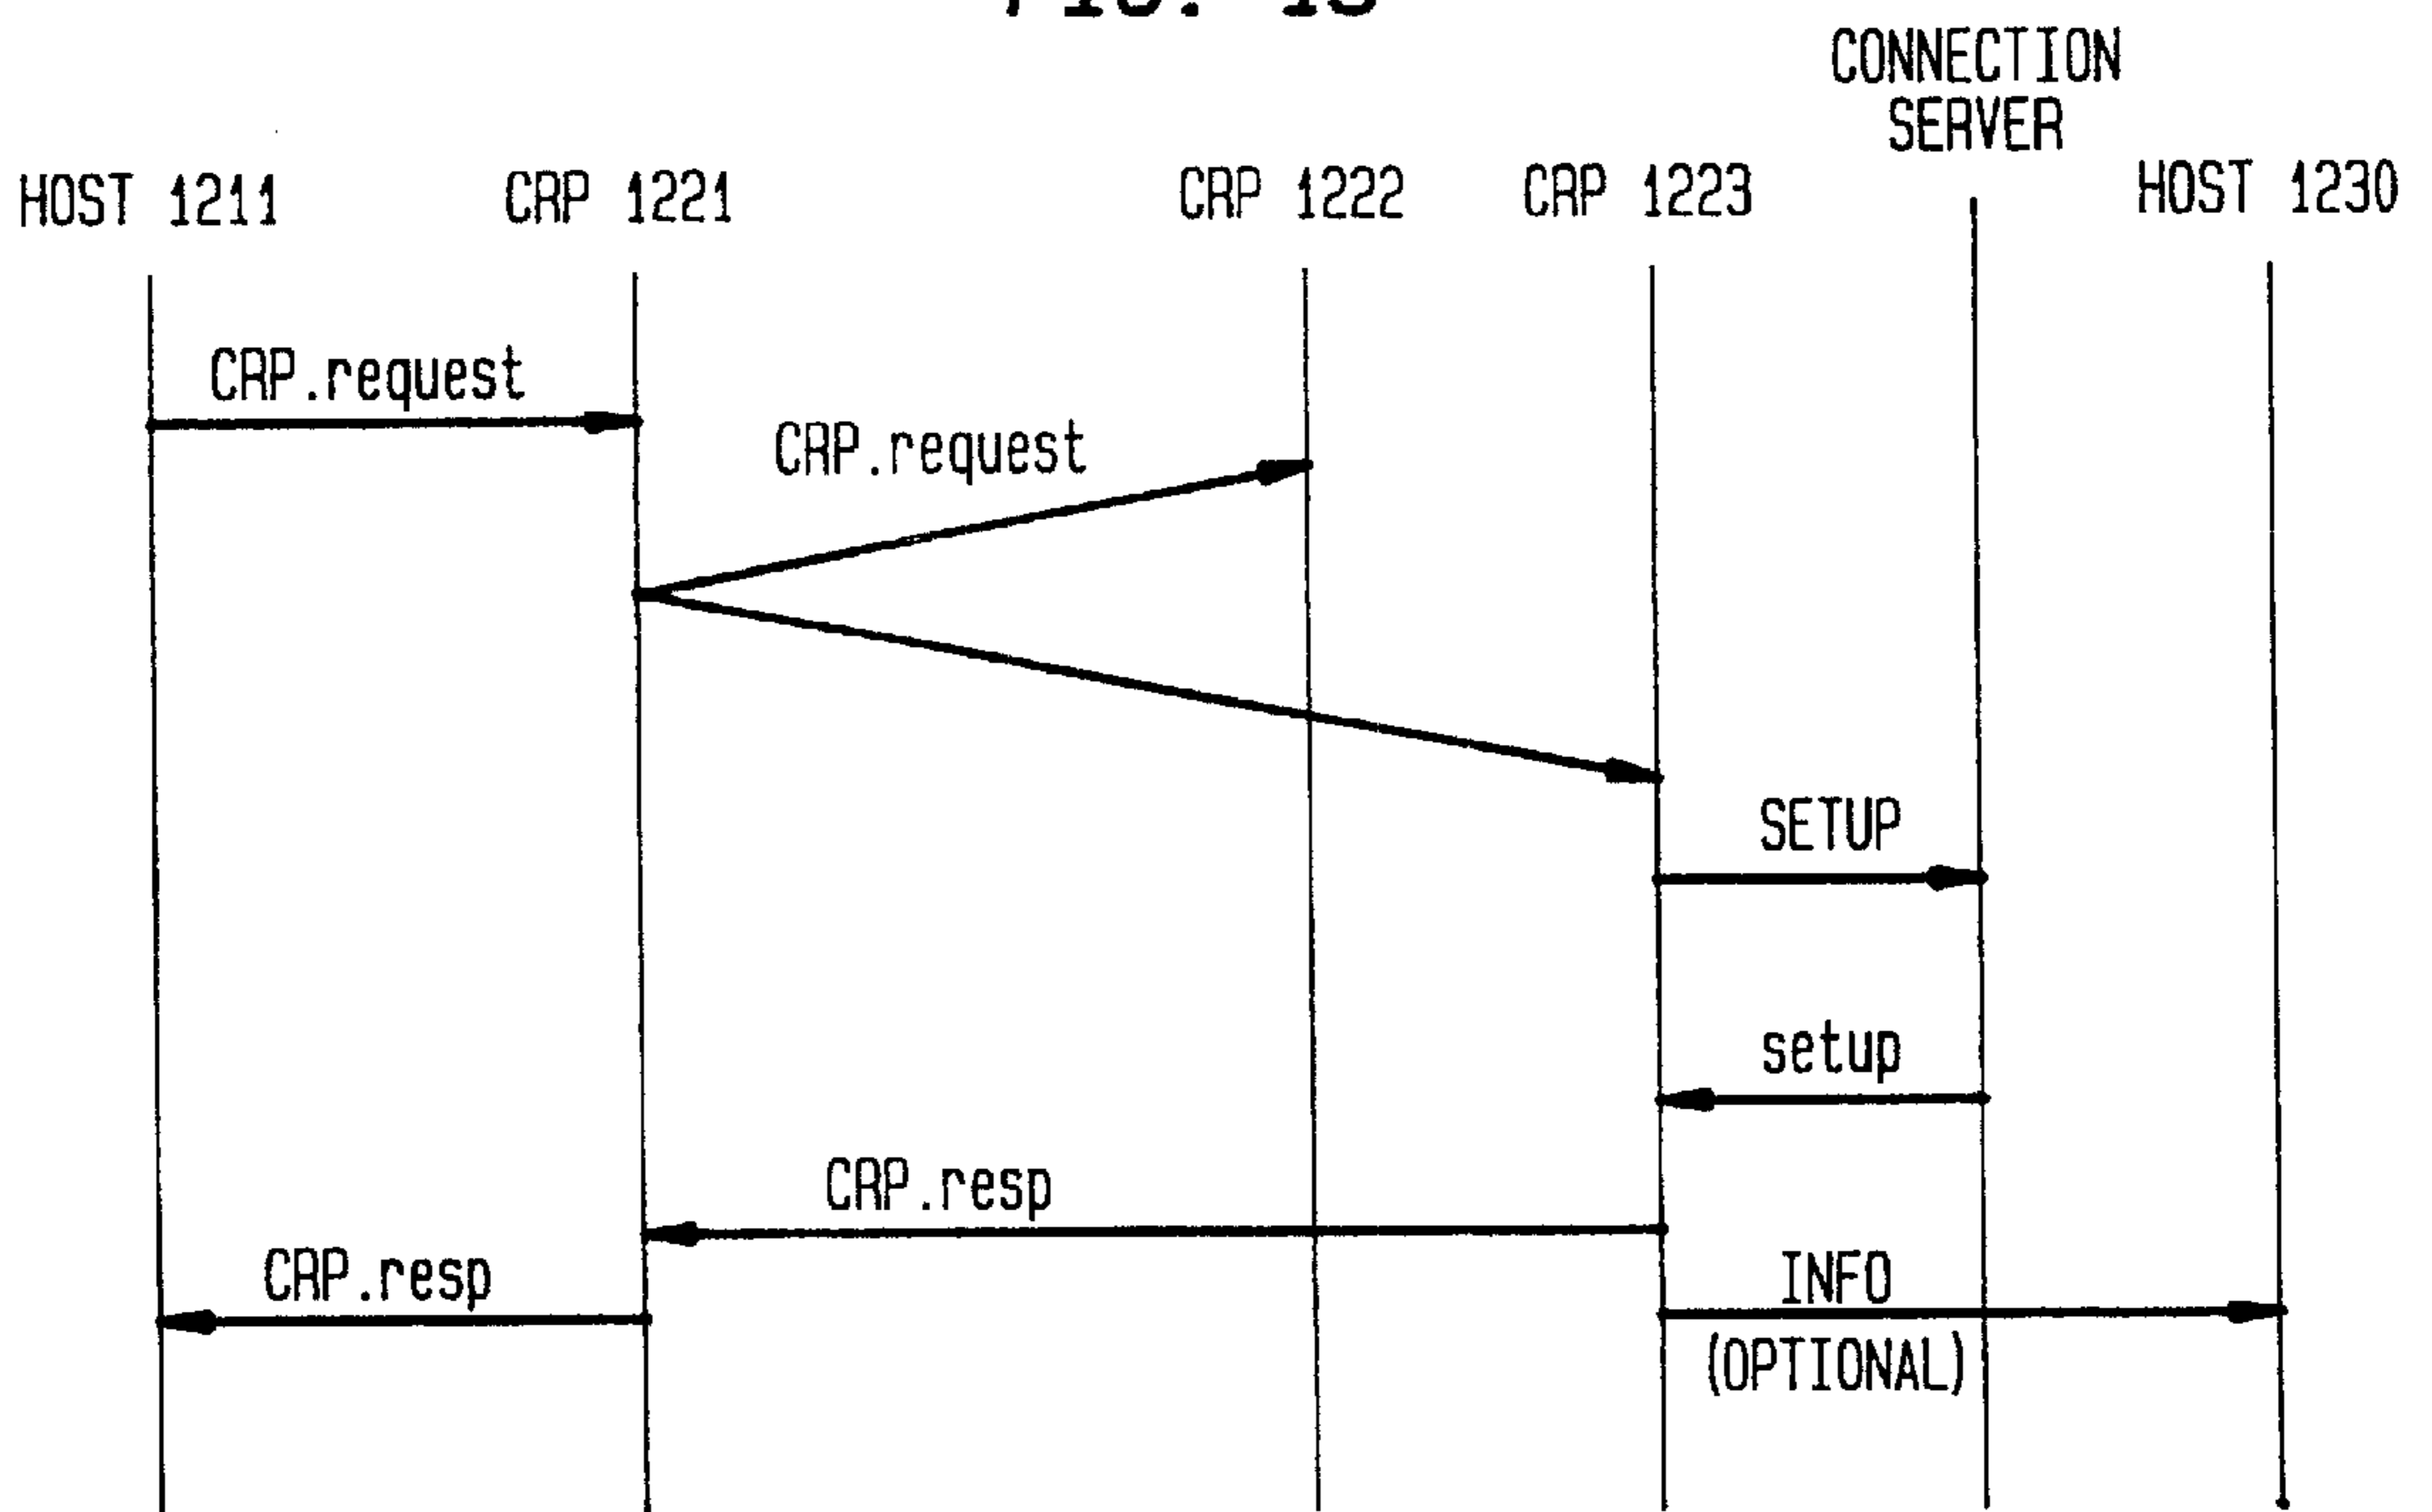 CONNECTION
SERVER
HOST 1211 CRP 1221 CRP 1222 CRP 1223 HOST 1230
CRP.request
CRP.request
SETUP
setup
CRP.resp
CRP.resp
INFO
(OPTIONAL)